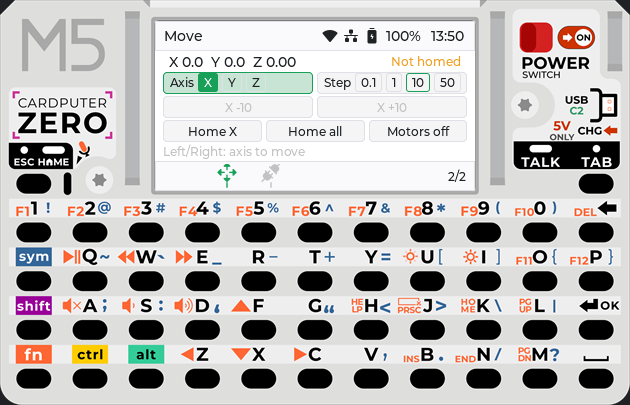 M5
Move 100% 13:50
X 0.0 Y 0.0 Z 0.00 Not homed
Axis X Y Z Step 0.1 1 10 50
X -10 X +10
Home X Home all Motors off
Left/Right: axis to move
2/2
CARDPUTER
ZERO
ESC HOME
ON
POWER
SWITCH
USB
C2
5V
ONLY
CHG
TALK TAB
F1 1 ! F2 2 @ F3 3 # F4 4 $ F5 5 % F6 6 ^ F7 7 & F8 8 * F9 9 ( F10 0 ) DEL
sym Q ~ W ` E _ R - T + Y = U [ I ] F11 O { F12 P }
shift A ; S : D , F G “ HELP H < PRSC J > HOME K \ PGUP L | OK
fn ctrl alt Z X C V , INS B . END N / PGDN M ?